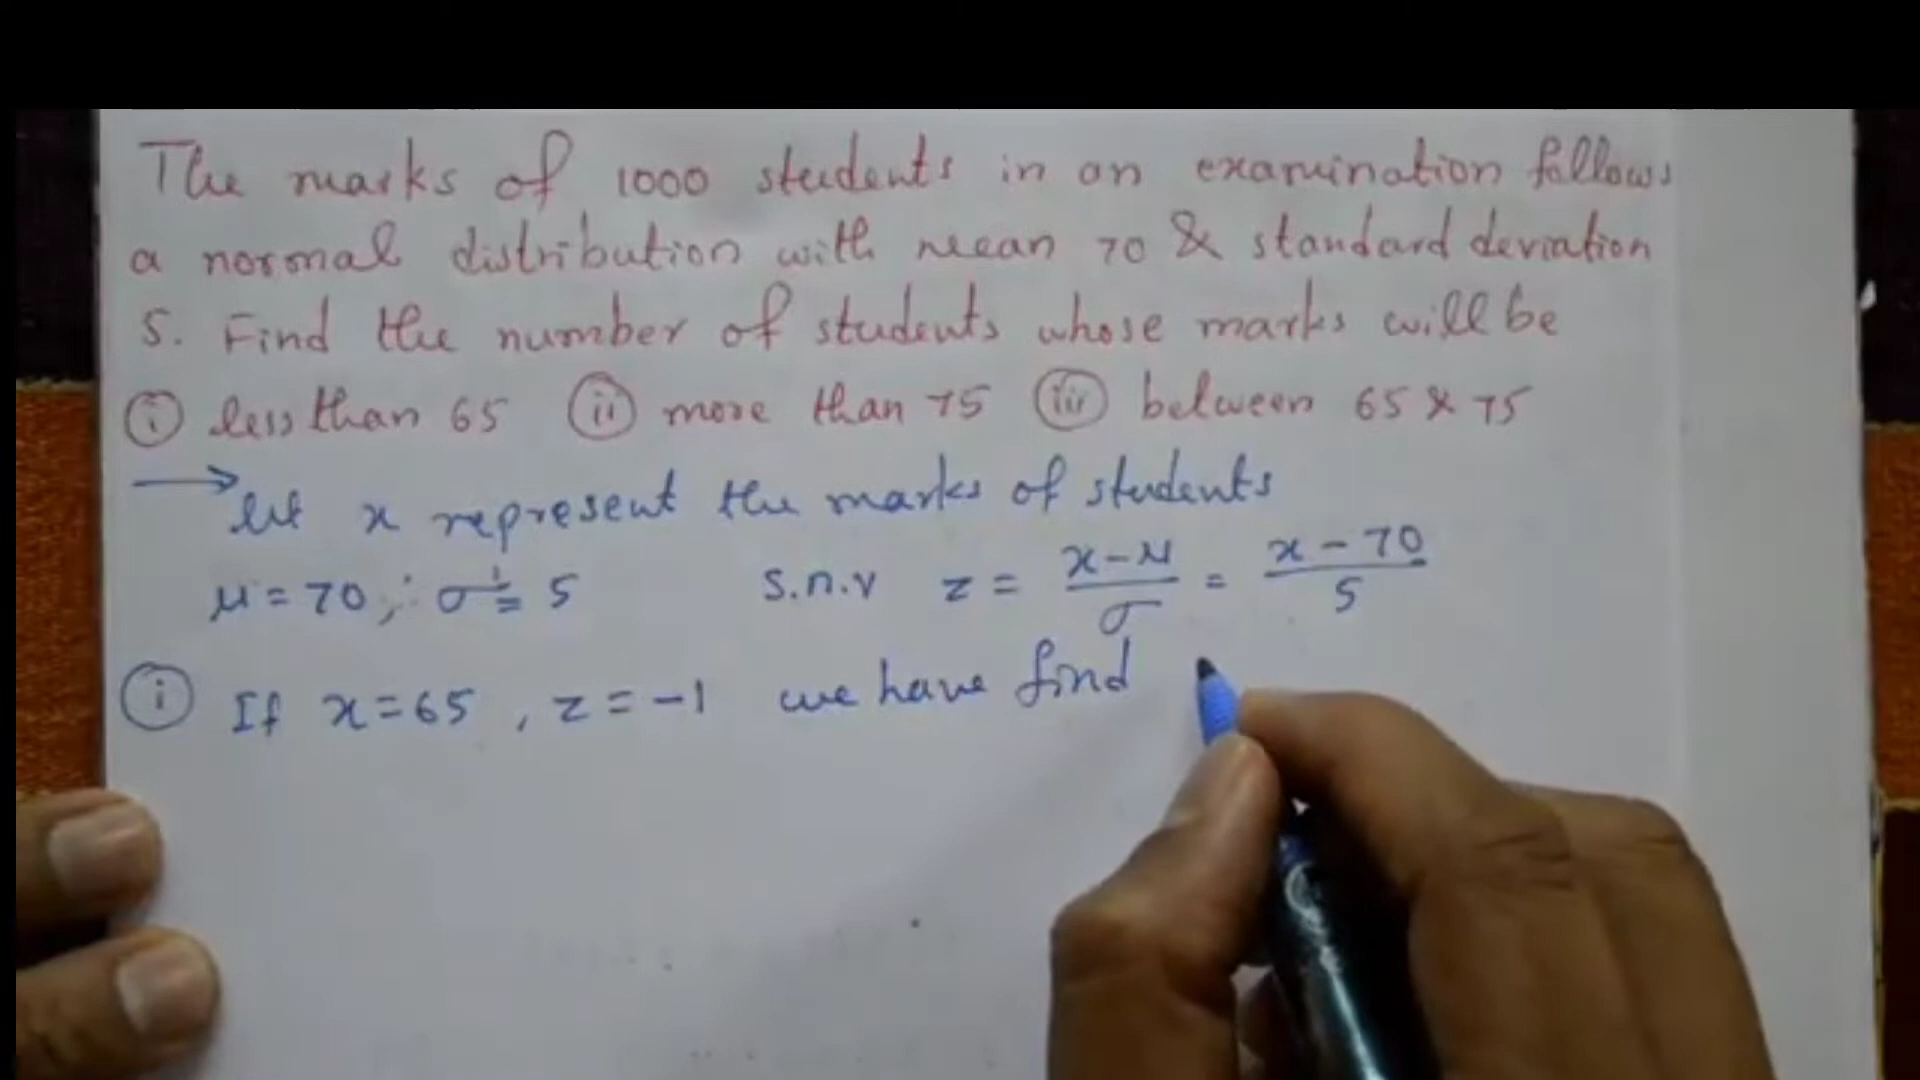 The marks of 1000 students in an examination follows
a normal distribution with mean 70 & standard deviation
5. Find the number of students whose marks will be
(i) less than 65 (ii) more than 75 (iii) between 65 & 75
→ let x represent the marks of students
μ = 70, σ = 5 s.n.v z = (x-μ)/σ = (x-70)/5
(i) If x=65, z=-1 we have find